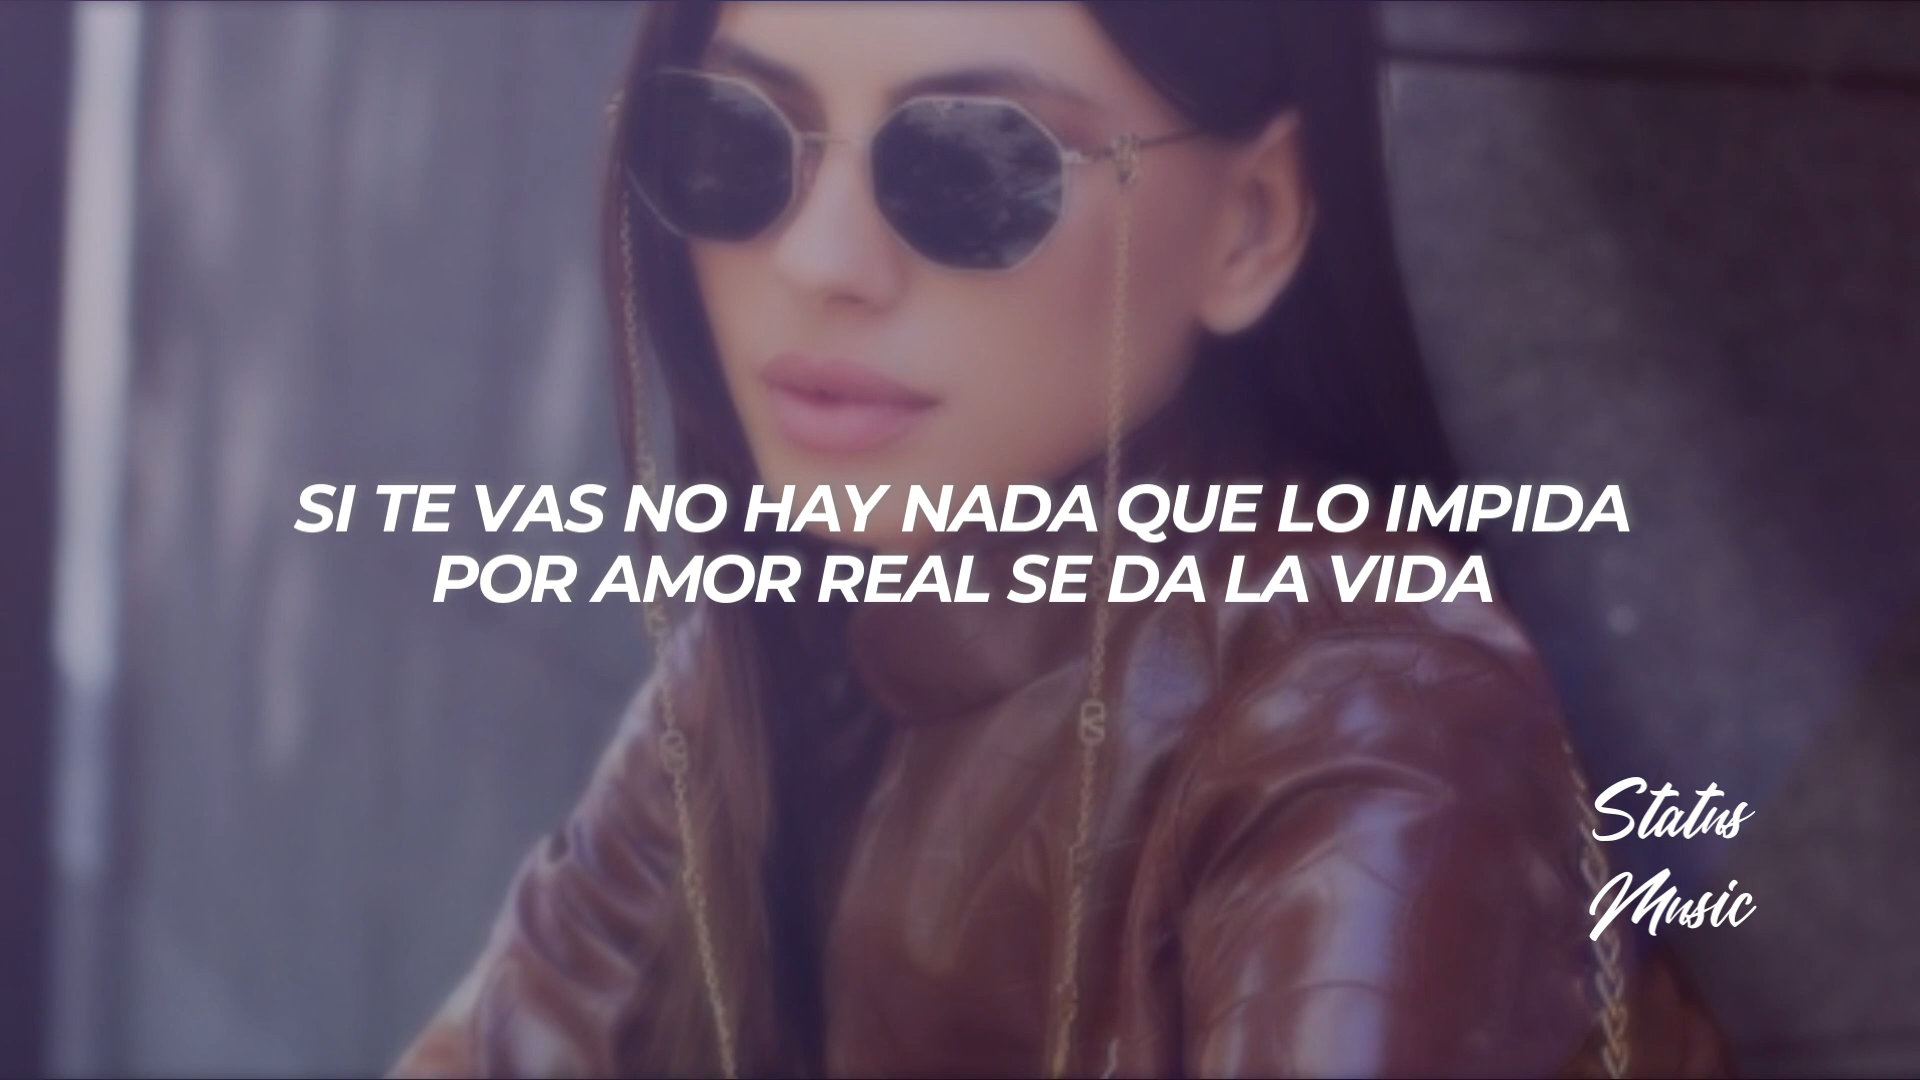 SI TE VAS NO HAY NADA QUE LO IMPIDA
POR AMOR REAL SE DA LA VIDA
Status
Music